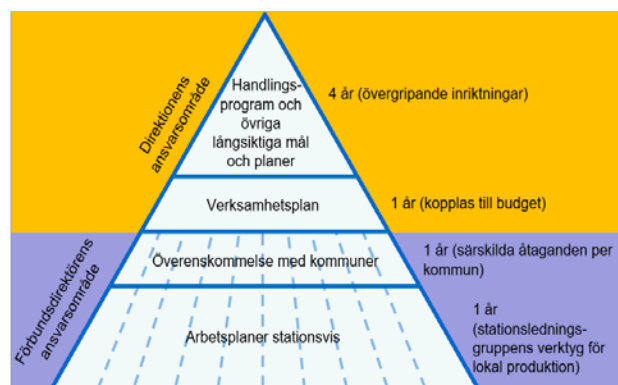 Direktionens
ansvarsområde
Handlings-
program och
övriga
långsiktiga mål
och planer
4 år (övergripande inriktningar)
Verksamhetsplan
1 år (kopplas till budget)
Förbundsdirektörens
ansvarsområde
Överenskommelse med kommuner
1 år (särskilda åtaganden per
kommun)
Arbetsplaner stationsvis
1 år
(stationslednings-
gruppens verktyg för
lokal produktion)